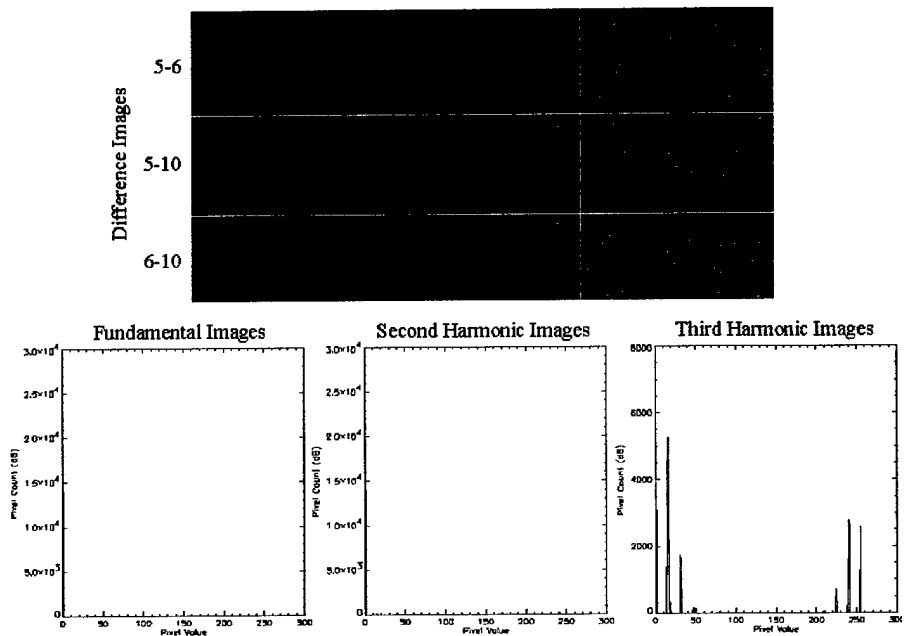 Difference Images
5-6
5-10
6-10
Fundamental Images
Second Harmonic Images
Third Harmonic Images
3.0×10⁴
2.5×10⁴
2.0×10⁴
1.5×10⁴
1.0×10⁴
5.0×10³
0
Pixel Count (dB)
0 50 100 150 200 250 300
Pixel Value
3.0×10⁴
2.5×10⁴
2.0×10⁴
1.5×10⁴
1.0×10⁴
5.0×10³
0
Pixel Count (dB)
0 50 100 150 200 250 300
Pixel Value
8000
6000
4000
2000
0
Pixel Count (dB)
0 50 100 150 200 250 300
Pixel Value